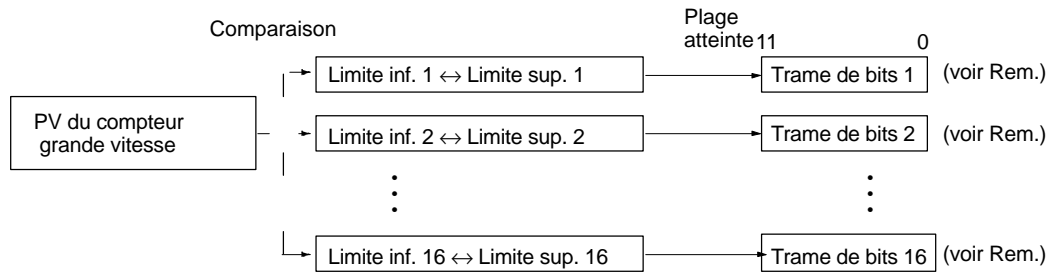 Comparaison
Plage
atteinte 11 0
Limite inf. 1 ↔ Limite sup. 1
Trame de bits 1 (voir Rem.)
PV du compteur
grande vitesse
Limite inf. 2 ↔ Limite sup. 2
Trame de bits 2 (voir Rem.)
Limite inf. 16 ↔ Limite sup. 16
Trame de bits 16 (voir Rem.)